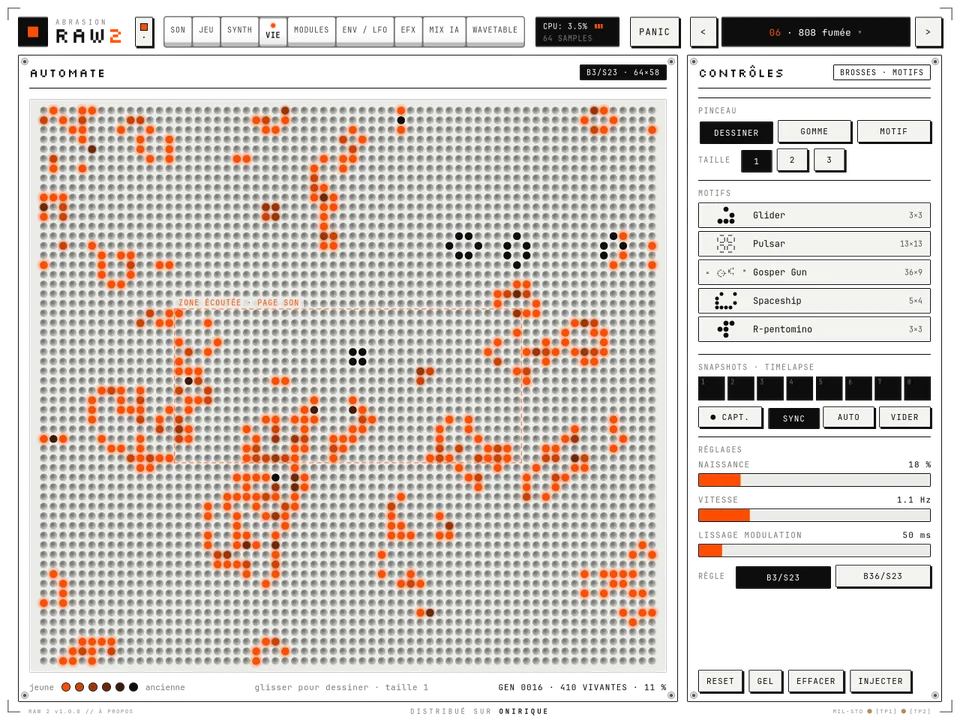 ABRASION
RAW2
SON JEU SYNTH VIE MODULES ENV / LFO EFX MIX IA WAVETABLE
CPU: 3.5%
64 SAMPLES
PANIC
< 06 · 808 fumée >
AUTOMATE
B3/S23 · 64×58
ZONE ÉCOUTÉE · PAGE SON
jeune ancienne
glisser pour dessiner · taille 1
GEN 0016 · 410 VIVANTES · 11 %
CONTRÔLES
BROSSES · MOTIFS
PINCEAU
DESSINER GOMME MOTIF
TAILLE 1 2 3
MOTIFS
Glider 3×3
Pulsar 13×13
Gosper Gun 36×9
Spaceship 5×4
R-pentomino 3×3
SNAPSHOTS · TIMELAPSE
1 2 3 4 5 6 7 8
● CAPT. SYNC AUTO VIDER
RÉGLAGES
NAISSANCE 18 %
VITESSE 1.1 Hz
LISSAGE MODULATION 50 ms
RÈGLE B3/S23 B36/S23
RESET GEL EFFACER INJECTER
RAW 2 v1.0.0 // À PROPOS
DISTRIBUÉ SUR ONIRIQUE
MIL-STD [TP1] [TP2]